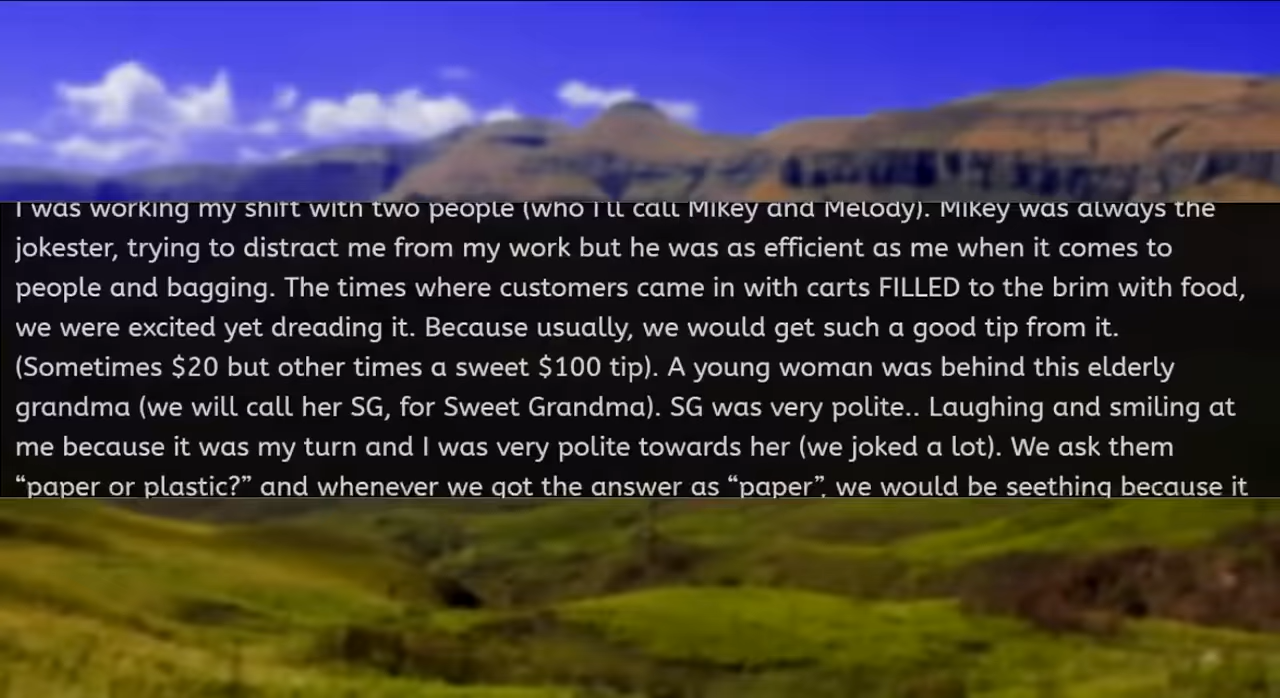 I was working my shift with two people (who I'll call Mikey and Melody). Mikey was always the
jokester, trying to distract me from my work but he was as efficient as me when it comes to
people and bagging. The times where customers came in with carts FILLED to the brim with food,
we were excited yet dreading it. Because usually, we would get such a good tip from it.
(Sometimes $20 but other times a sweet $100 tip). A young woman was behind this elderly
grandma (we will call her SG, for Sweet Grandma). SG was very polite.. Laughing and smiling at
me because it was my turn and I was very polite towards her (we joked a lot). We ask them
“paper or plastic?” and whenever we got the answer as “paper”, we would be seething because it